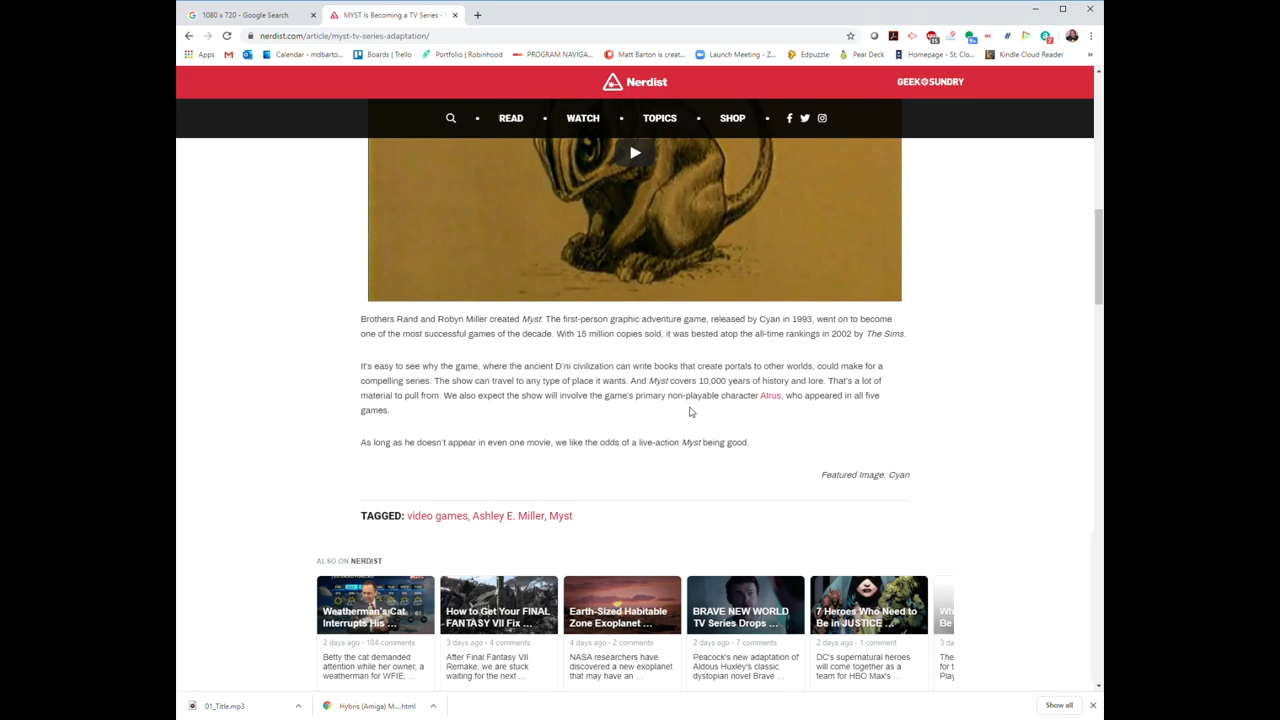 1080 x 720 - Google Search
MYST Is Becoming a TV Series -
nerdist.com/article/myst-tv-series-adaptation/
Apps
Calendar - mdbarto...
Boards | Trello
Portfolio | Robinhood
PROGRAM NAVIGA...
Matt Barton is creat...
Launch Meeting - Z...
Edpuzzle
Pear Deck
Homepage - St. Clo...
Kindle Cloud Reader
Nerdist
GEEK & SUNDRY
READ
WATCH
TOPICS
SHOP
Brothers Rand and Robyn Miller created Myst. The first-person graphic adventure game, released by Cyan in 1993, went on to become
one of the most successful games of the decade. With 15 million copies sold, it was bested atop the all-time rankings in 2002 by The Sims.
It's easy to see why the game, where the ancient D'ni civilization can write books that create portals to other worlds, could make for a
compelling series. The show can travel to any type of place it wants. And Myst covers 10,000 years of history and lore. That's a lot of
material to pull from. We also expect the show will involve the game's primary non-playable character Atrus, who appeared in all five
games.
As long as he doesn't appear in even one movie, we like the odds of a live-action Myst being good.
Featured Image: Cyan
TAGGED: video games, Ashley E. Miller, Myst
ALSO ON NERDIST
Weatherman's Cat
Interrupts His ...
2 days ago - 104 comments
Betty the cat demanded
attention while her owner, a
weatherman for WFIE,
How to Get Your FINAL
FANTASY VII Fix ...
3 days ago - 4 comments
After Final Fantasy VII
Remake, we are stuck
waiting for the next ...
Earth-Sized Habitable
Zone Exoplanet ...
4 days ago - 2 comments
NASA researchers have
discovered a new exoplanet
that may have an ...
BRAVE NEW WORLD
TV Series Drops ...
2 days ago - 7 comments
Peacock's new adaptation of
Aldous Huxley's classic
dystopian novel Brave ...
7 Heroes Who Need to
Be in JUSTICE ...
2 days ago - 1 comment
DC's supernatural heroes
will come together as a
team for HBO Max's ...
Be
3 da
The
for t
Play
01_Title.mp3
Hybris (Amiga) M....html
Show all